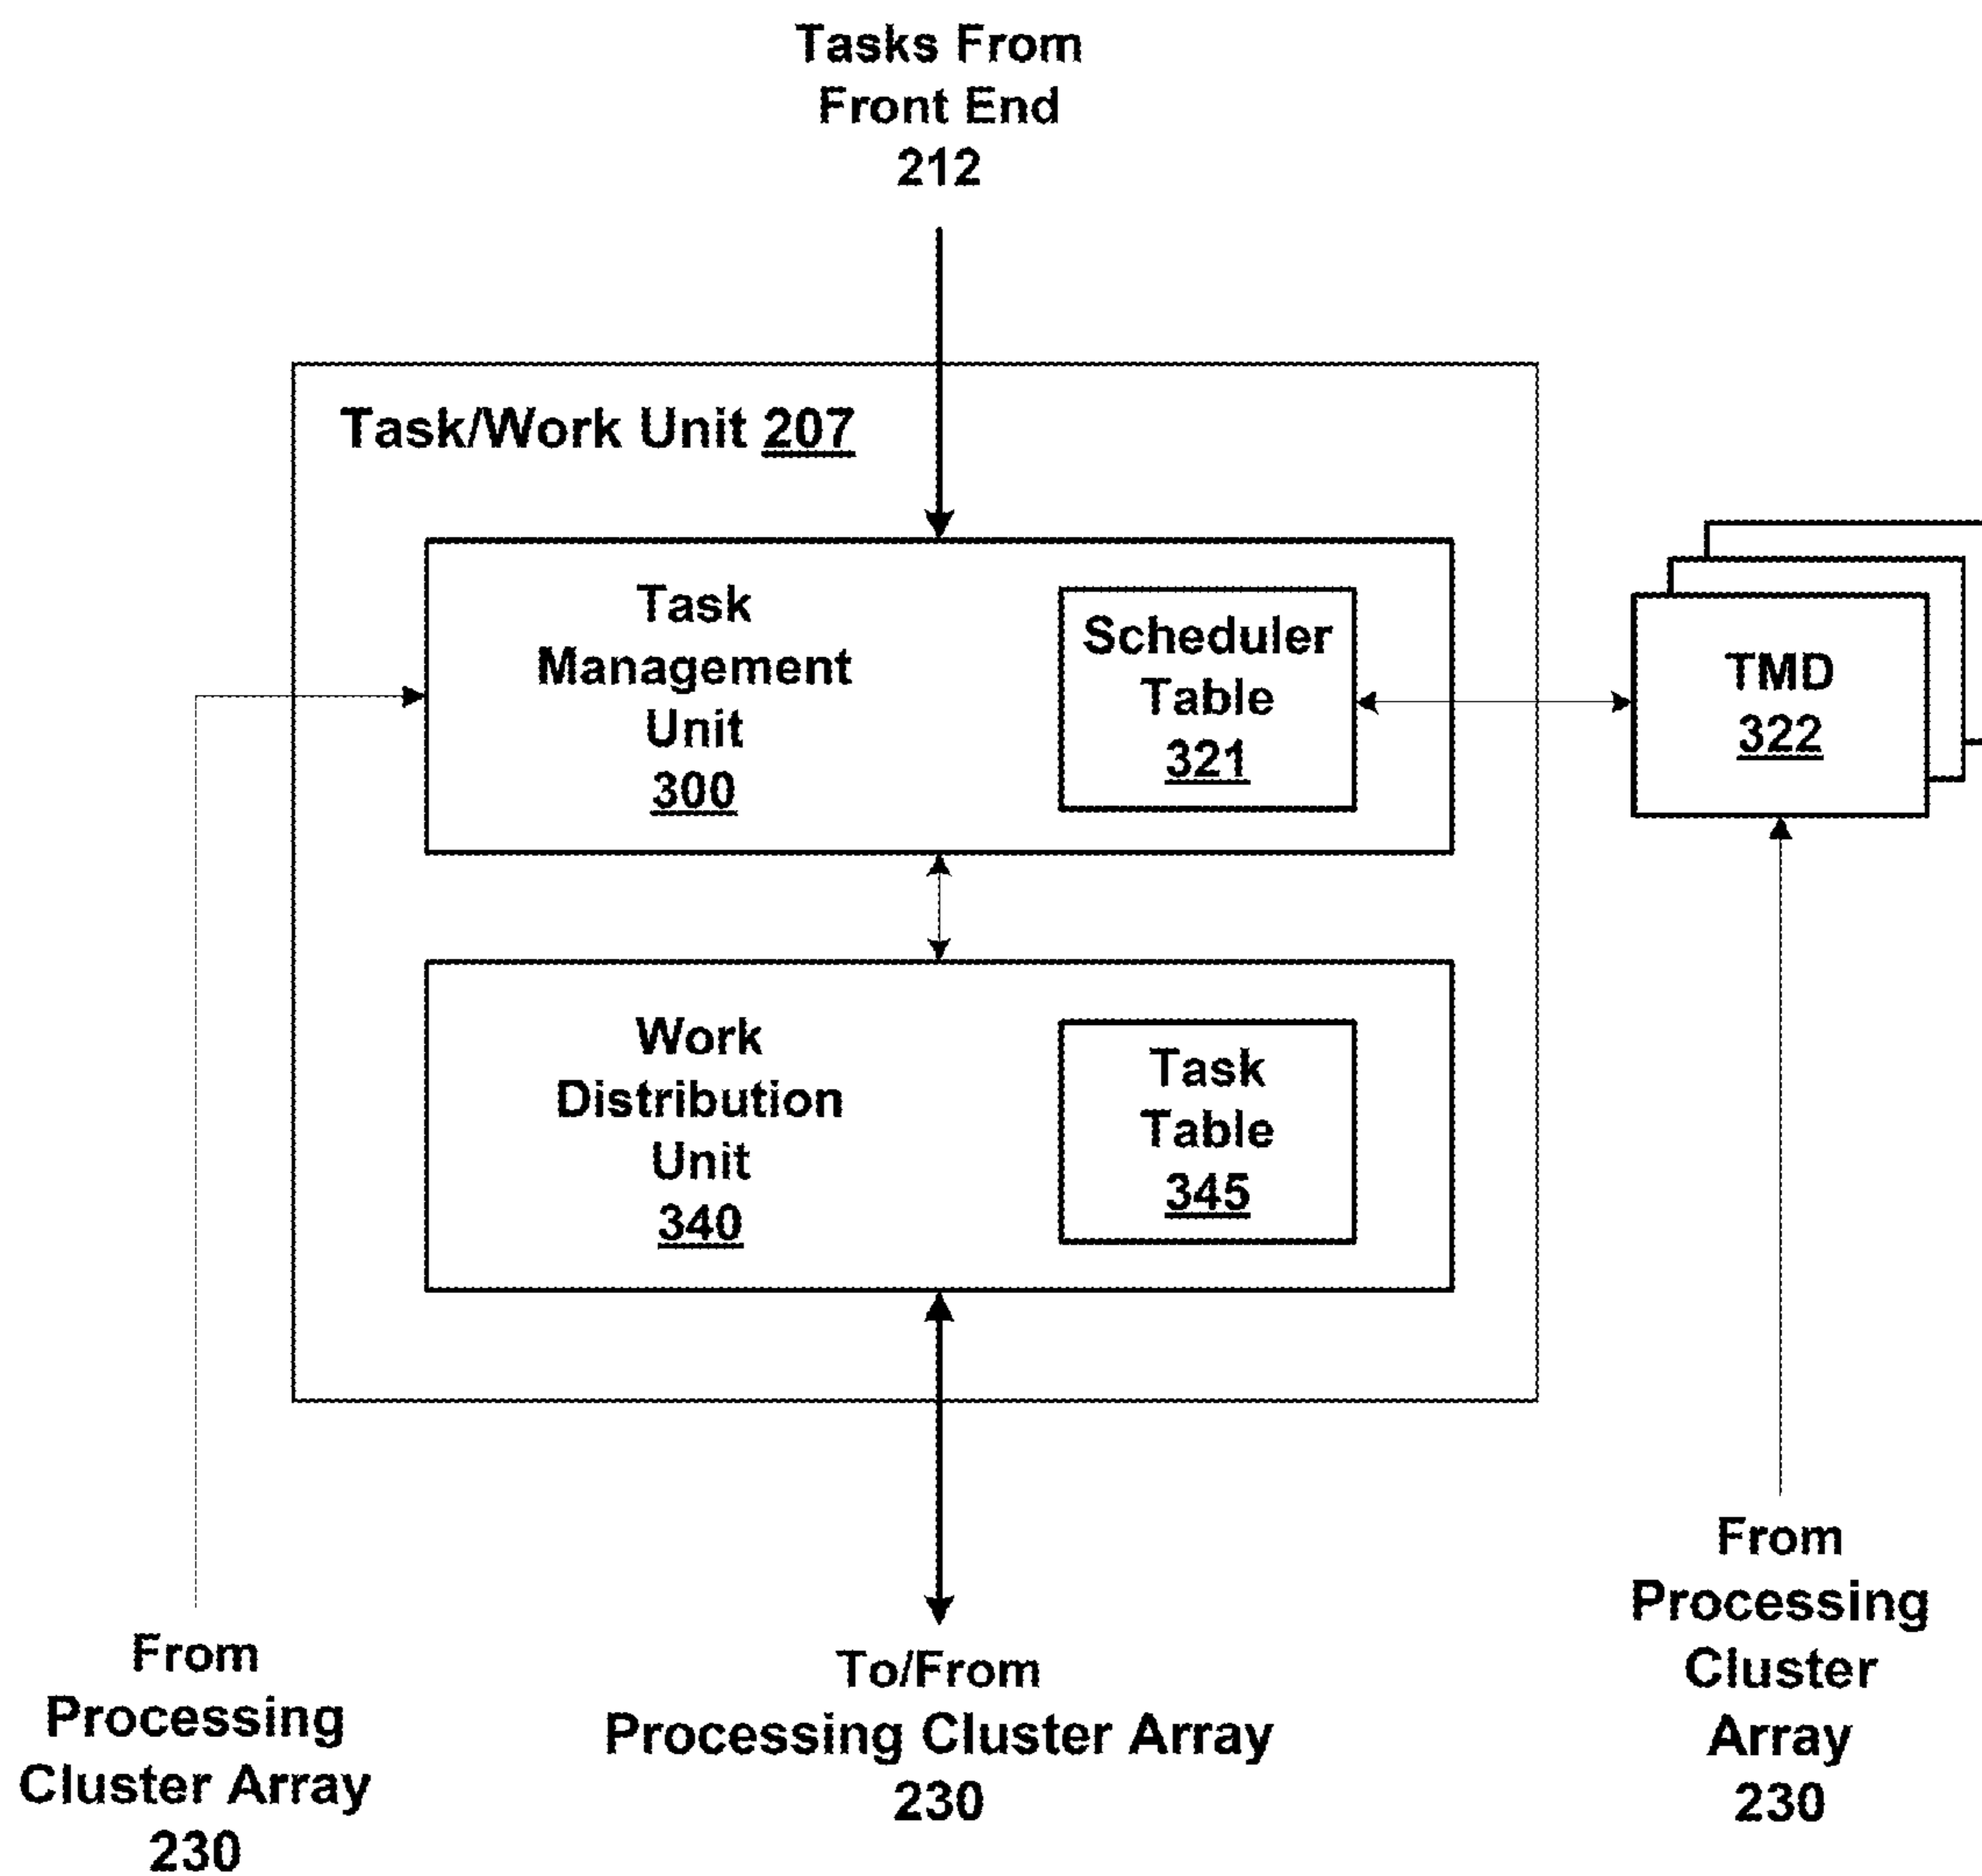 Tasks From
Front End
212
Task/Work Unit 207
Task
Management
Unit
300
Scheduler
Table
321
TMD
322
Work
Distribution
Unit
340
Task
Table
345
From
Processing
Cluster Array
230
To/From
Processing Cluster Array
230
From
Processing
Cluster
Array
230